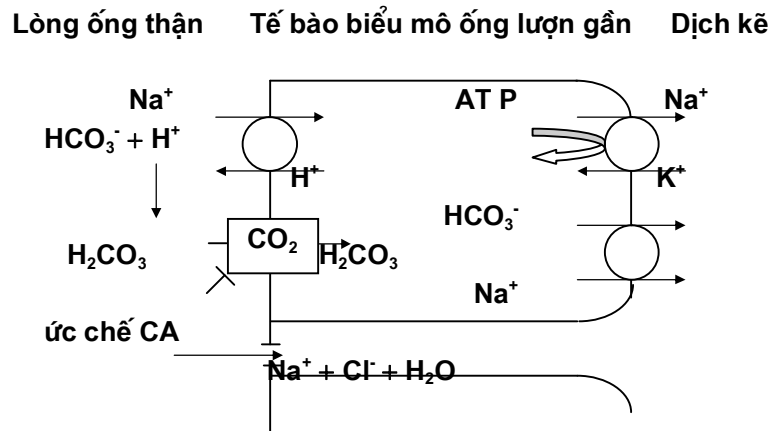 Lòng ống thận Tế bào biểu mô ống lượn gần Dịch kẽ
Na⁺ AT P Na⁺
HCO₃⁻ + H⁺
H⁺ K⁺
HCO₃⁻
H₂CO₃ CO₂ H₂CO₃
Na⁺
ức chế CA
Na⁺ + Cl⁻ + H₂O